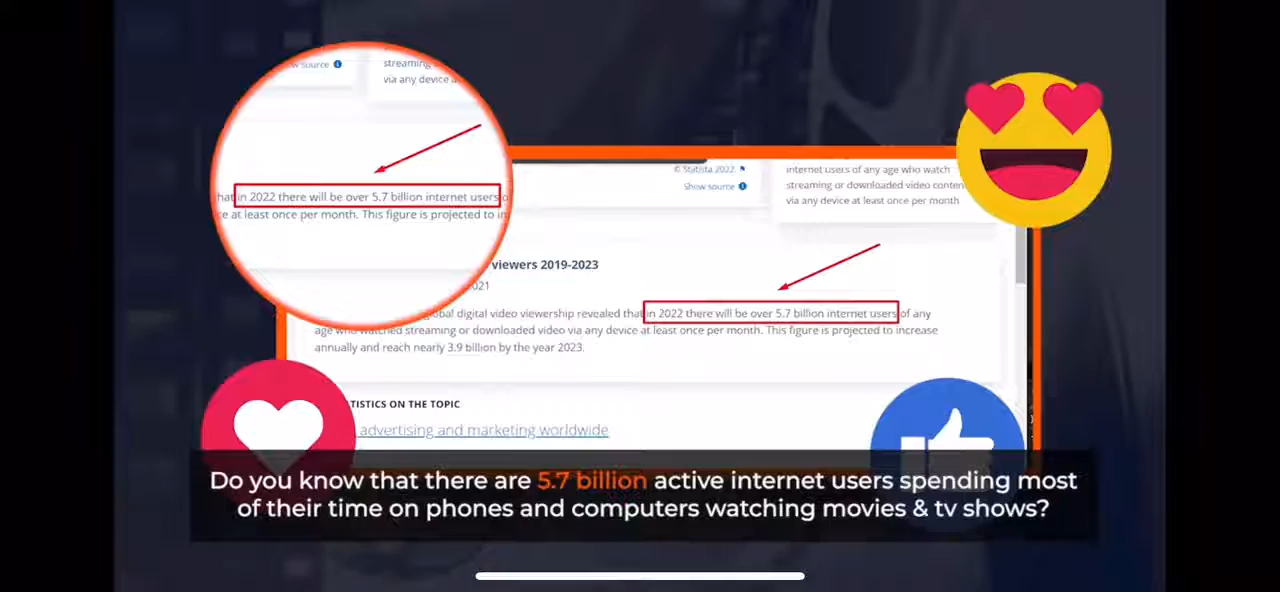 w source
streaming
via any device a
hat in 2022 there will be over 5.7 billion internet users o
ce at least once per month. This figure is projected to in
© Statista 2022
Show source
internet users of any age who watch
streaming or downloaded video conten
via any device at least once per month
viewers 2019-2023
021
obal digital video viewership revealed that in 2022 there will be over 5.7 billion internet users of any
age who watched streaming or downloaded video via any device at least once per month. This figure is projected to increase
annually and reach nearly 3.9 billion by the year 2023.
TISTICS ON THE TOPIC
advertising and marketing worldwide
Do you know that there are 5.7 billion active internet users spending most
of their time on phones and computers watching movies & tv shows?